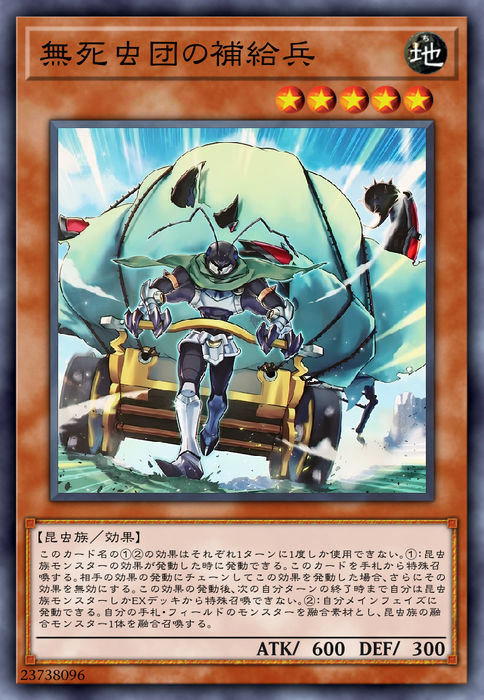 無死虫団の補給兵
ち
地
【昆虫族／効果】
このカード名の①②の効果はそれぞれ1ターンに1度しか使用できない。①：昆虫
族モンスターの効果が発動した時に発動できる。このカードを手札から特殊召
喚する。相手の効果の発動にチェーンしてこの効果を発動した場合、さらにその
効果を無効にする。この効果の発動後、次の自分ターンの終了時まで自分は昆虫
族モンスターしかEXデッキから特殊召喚できない。②：自分メインフェイズに
発動できる。自分の手札・フィールドのモンスターを融合素材とし、昆虫族の融
合モンスター1体を融合召喚する。
ATK/ 600 DEF/ 300
23738096